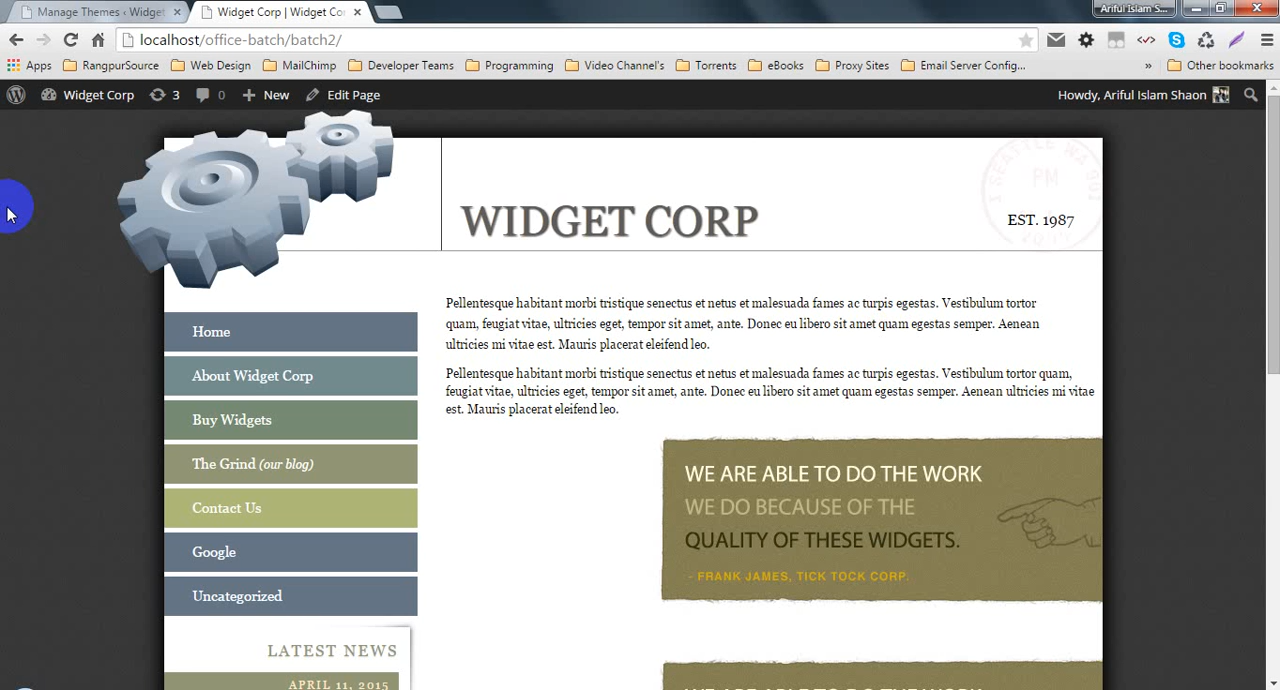 Manage Themes ‹ Widget
Widget Corp | Widget Co
Ariful Islam S...
localhost/office-batch/batch2/
Apps RangpurSource Web Design MailChimp Developer Teams Programming Video Channel's Torrents eBooks Proxy Sites Email Server Config... » Other bookmarks
Widget Corp 3 0 New Edit Page Howdy, Ariful Islam Shaon
PM
WIDGET CORP
EST. 1987
Pellentesque habitant morbi tristique senectus et netus et malesuada fames ac turpis egestas. Vestibulum tortor
quam, feugiat vitae, ultricies eget, tempor sit amet, ante. Donec eu libero sit amet quam egestas semper. Aenean
ultricies mi vitae est. Mauris placerat eleifend leo.
Pellentesque habitant morbi tristique senectus et netus et malesuada fames ac turpis egestas. Vestibulum tortor quam,
feugiat vitae, ultricies eget, tempor sit amet, ante. Donec eu libero sit amet quam egestas semper. Aenean ultricies mi vitae
est. Mauris placerat eleifend leo.
Home
About Widget Corp
Buy Widgets
The Grind (our blog)
Contact Us
Google
Uncategorized
WE ARE ABLE TO DO THE WORK
WE DO BECAUSE OF THE
QUALITY OF THESE WIDGETS.
- FRANK JAMES, TICK TOCK CORP.
LATEST NEWS
APRIL 11, 2015